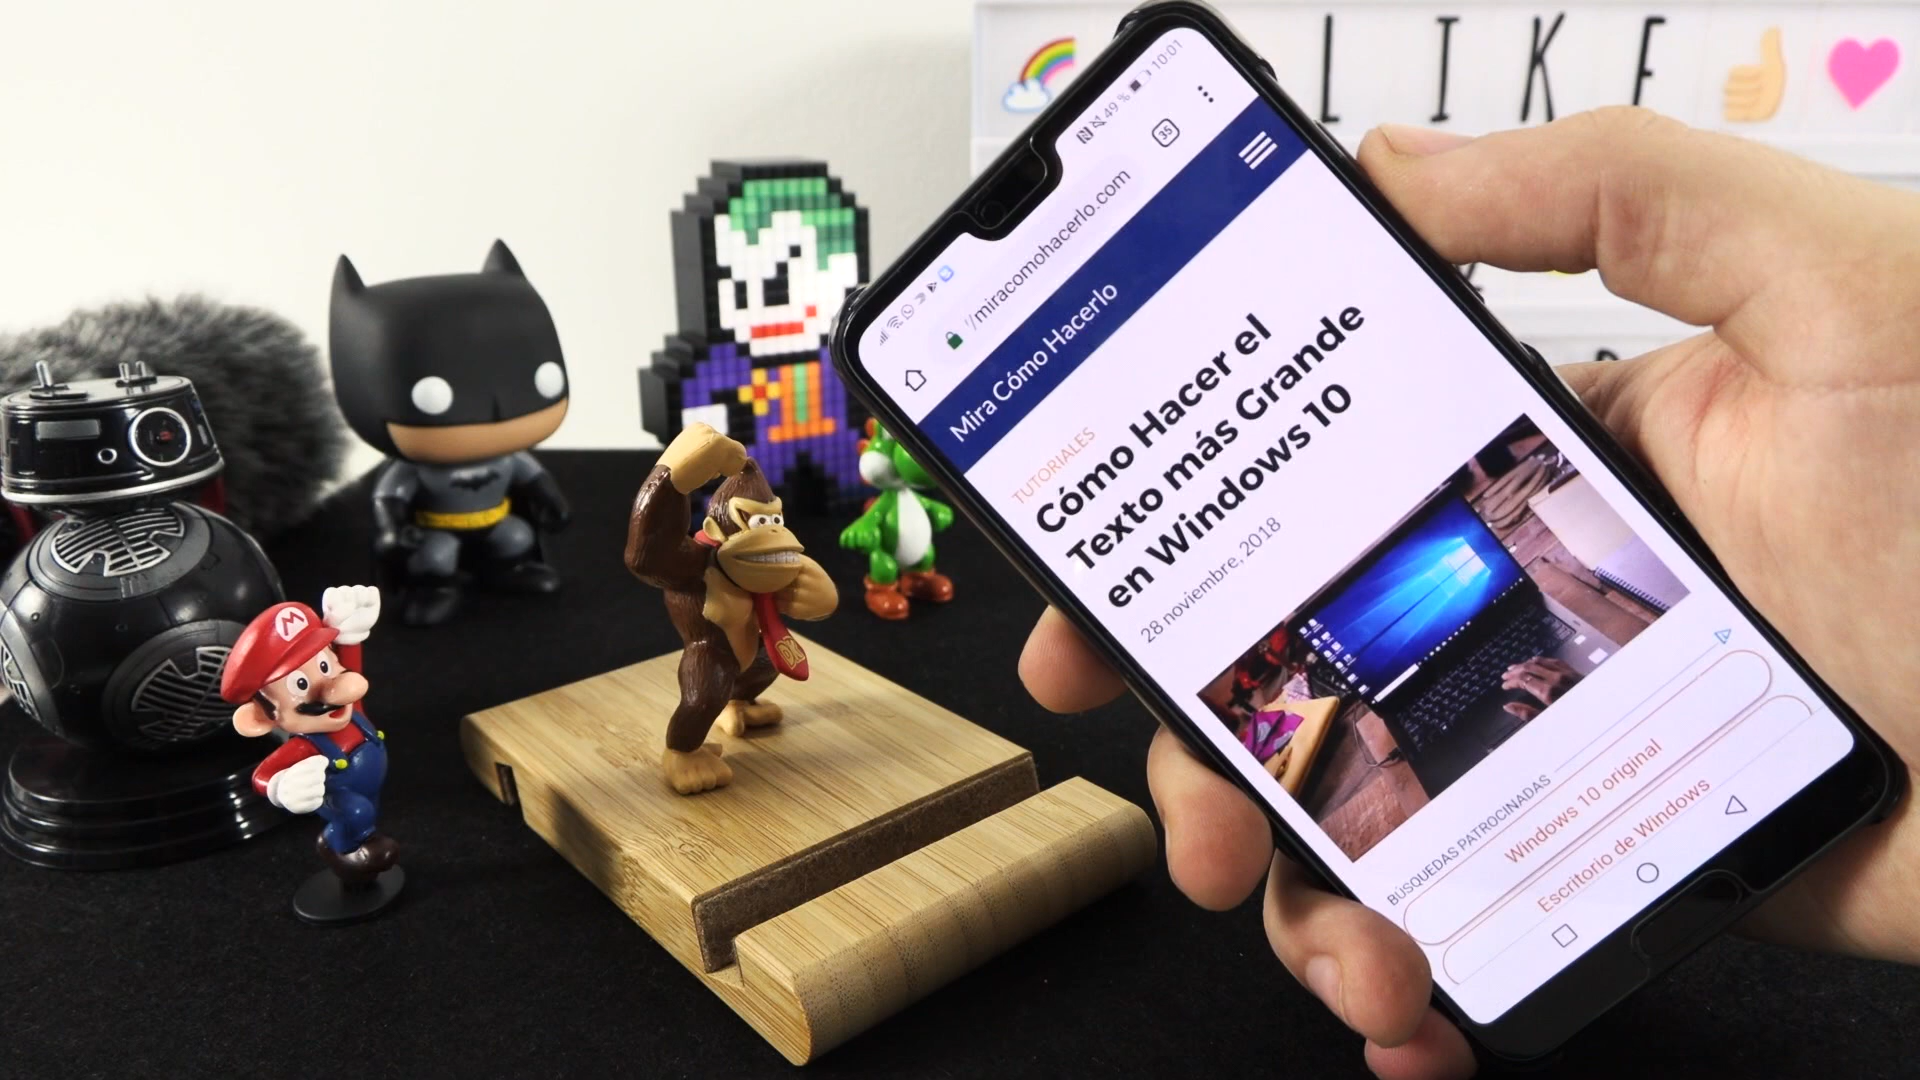 LIKE
10:01
49 %
35
//miracomohacerlo.com
Mira Cómo Hacerlo
TUTORIALES
Cómo Hacer el
Texto más Grande
en Windows 10
28 noviembre, 2018
BÚSQUEDAS PATROCINADAS
Windows 10 original
Escritorio de Windows
M
DK